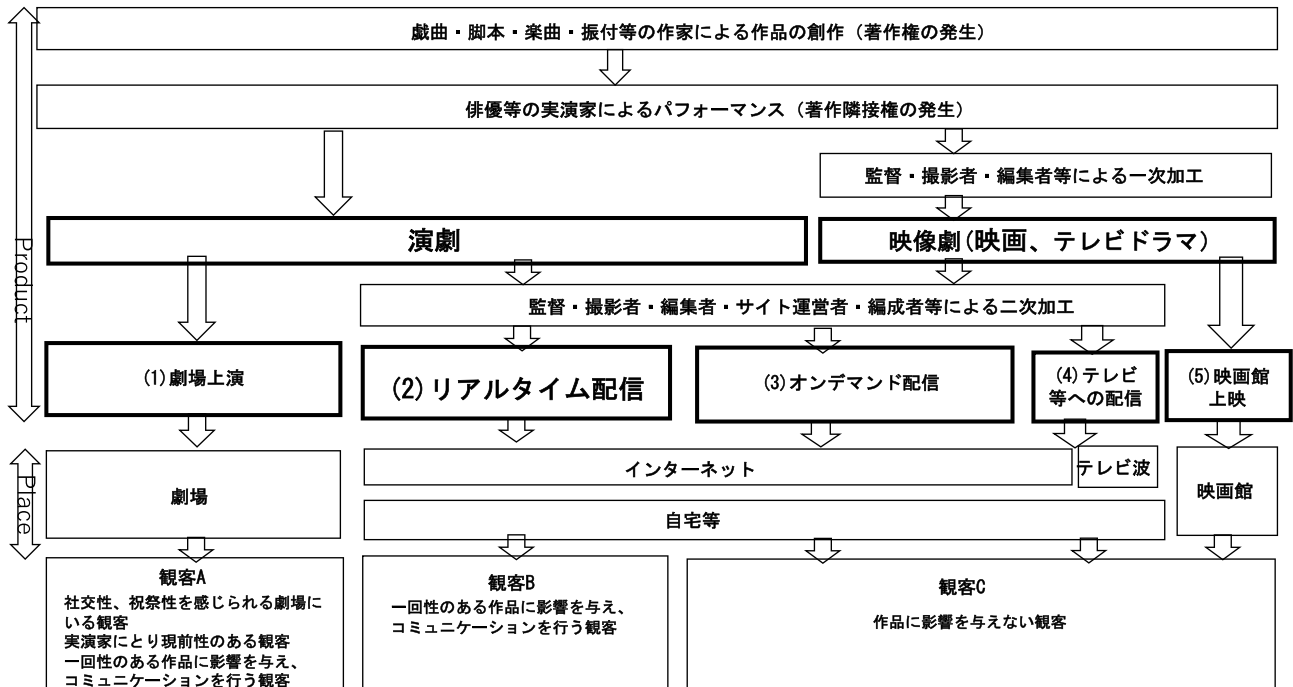 戯曲・脚本・楽曲・振付等の作家による作品の創作（著作権の発生）
俳優等の実演家によるパフォーマンス（著作隣接権の発生）
監督・撮影者・編集者等による一次加工
Product
演劇
映像劇(映画、テレビドラマ)
監督・撮影者・編集者・サイト運営者・編成者等による二次加工
(1)劇場上演
(2)リアルタイム配信
(3)オンデマンド配信
(4)テレビ
等への配信
(5)映画館
上映
Place
劇場
インターネット
テレビ波
映画館
自宅等
観客A
社交性、祝祭性を感じられる劇場に
いる観客
実演家にとり現前性のある観客
一回性のある作品に影響を与え、
コミュニケーションを行う観客
観客B
一回性のある作品に影響を与え、
コミュニケーションを行う観客
観客C
作品に影響を与えない観客